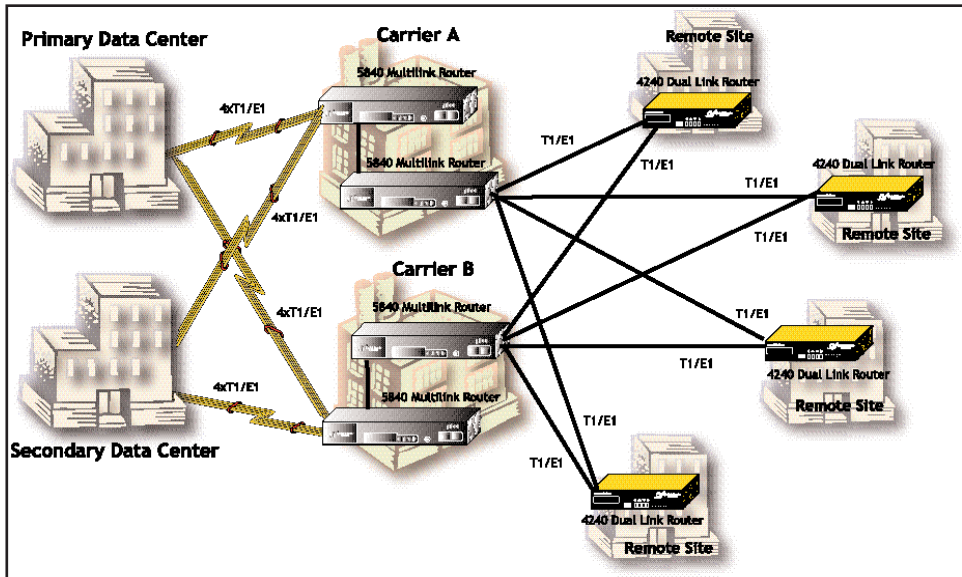 Primary Data Center
Carrier A
Remote Site
5840 Multilink Router
4240 Dual Link Router
4xT1/E1
T1/E1
5840 Multilink Router
4240 Dual Link Router
T1/E1
T1/E1
4xT1/E1
T1/E1
Remote Site
Carrier B
5840 Multilink Router
4xT1/E1
T1/E1
T1/E1
4240 Dual Link Router
4xT1/E1
5840 Multilink Router
Remote Site
Secondary Data Center
T1/E1
T1/E1
4240 Dual Link Router
Remote Site